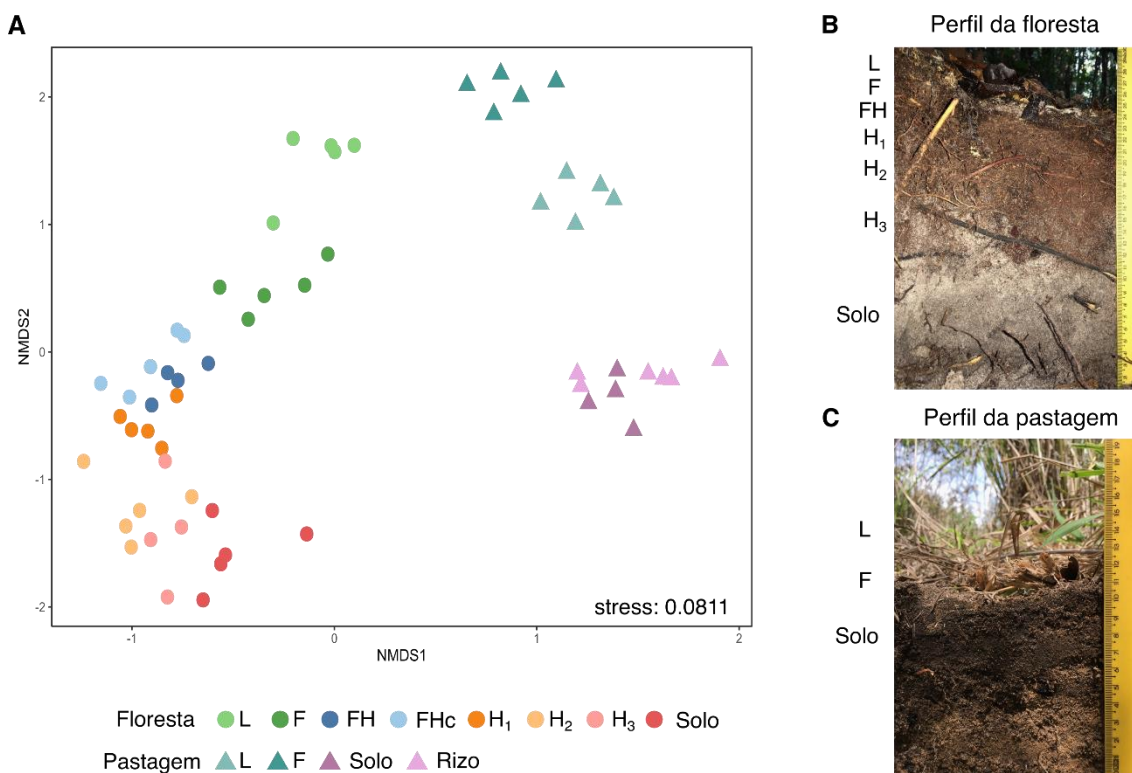 A
2
1
0
-1
-2
NMDS2
-1
0
1
2
NMDS1
stress: 0.0811
Floresta L F FH FHc H₁ H₂ H₃ Solo
Pastagem L F Solo Rizo
B
Perfil da floresta
L
F
FH
H₁
H₂
H₃
Solo
C
Perfil da pastagem
L
F
Solo